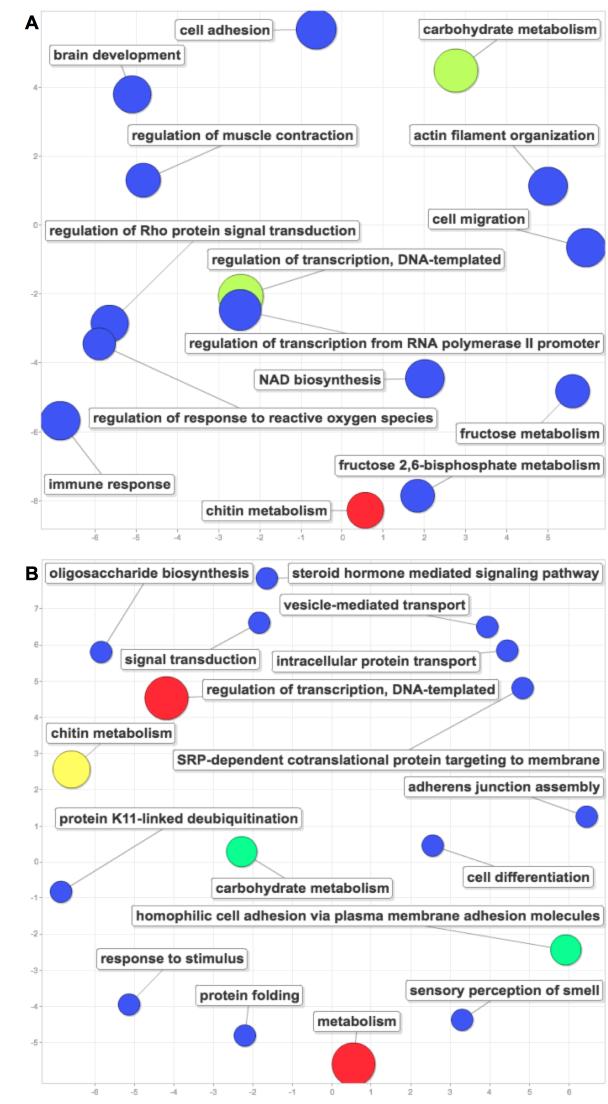 A
cell adhesion
carbohydrate metabolism
brain development
4
regulation of muscle contraction
actin filament organization
2
cell migration
0
regulation of Rho protein signal transduction
regulation of transcription, DNA-templated
-2
regulation of transcription from RNA polymerase II promoter
-4
NAD biosynthesis
regulation of response to reactive oxygen species
-6
fructose metabolism
fructose 2,6-bisphosphate metabolism
immune response
-8
chitin metabolism
-6 -5 -4 -3 -2 -1 0 1 2 3 4 5
B
oligosaccharide biosynthesis
steroid hormone mediated signaling pathway
7
vesicle-mediated transport
6
signal transduction
intracellular protein transport
5
regulation of transcription, DNA-templated
4
chitin metabolism
3
SRP-dependent cotranslational protein targeting to membrane
2
adherens junction assembly
1
protein K11-linked deubiquitination
0
cell differentiation
carbohydrate metabolism
-1
homophilic cell adhesion via plasma membrane adhesion molecules
-2
response to stimulus
-3
sensory perception of smell
protein folding
-4
metabolism
-5
-6 -5 -4 -3 -2 -1 0 1 2 3 4 5 6